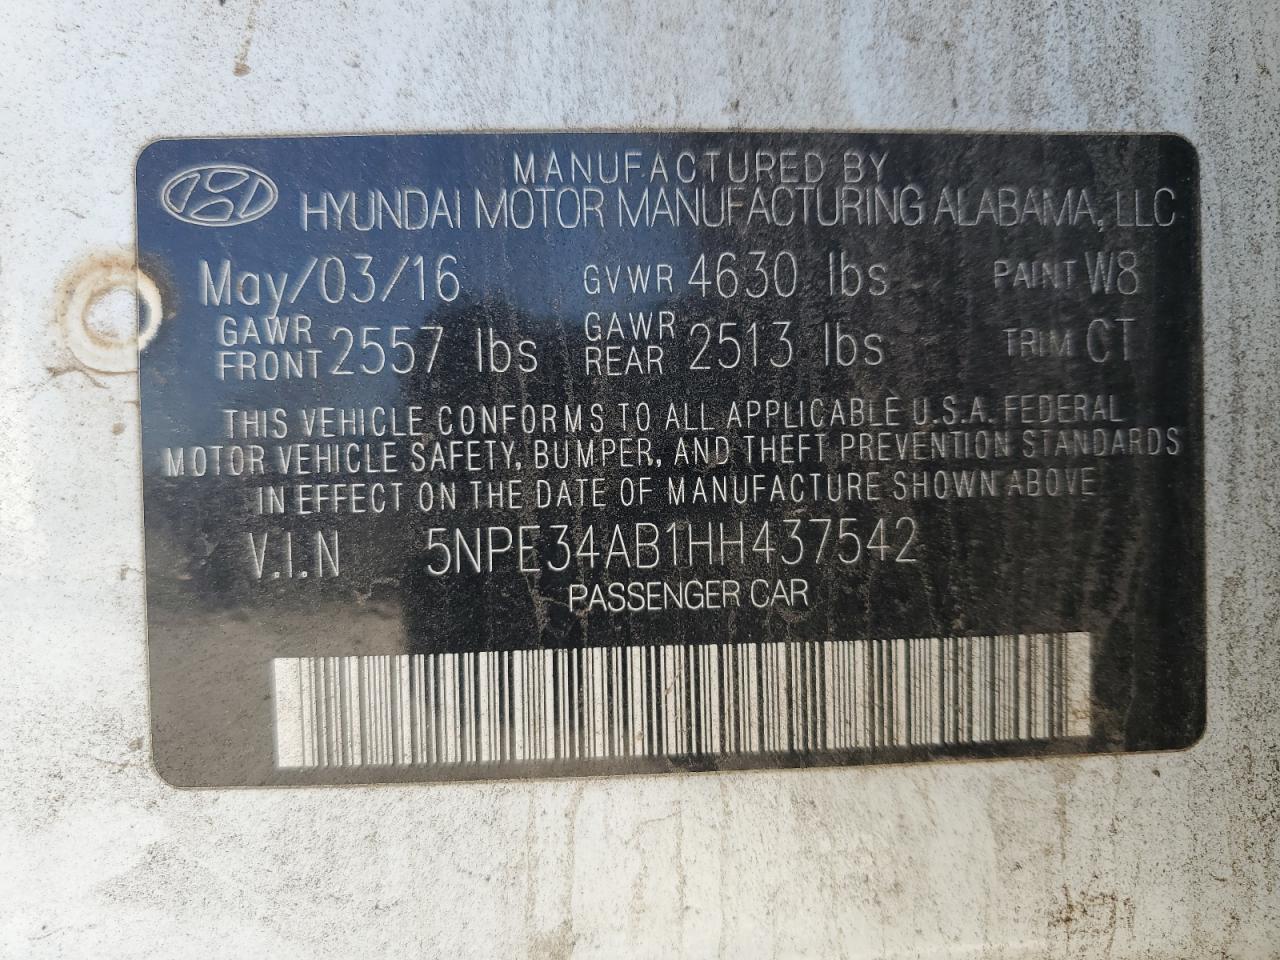 MANUFACTURED BY
HYUNDAI MOTOR MANUFACTURING ALABAMA, LLC
May/03/16 GVWR 4630 lbs PAINT W8
GAWR FRONT 2557 lbs GAWR REAR 2513 lbs TRIM CT
THIS VEHICLE CONFORMS TO ALL APPLICABLE U.S.A. FEDERAL
MOTOR VEHICLE SAFETY, BUMPER, AND THEFT PREVENTION STANDARDS
IN EFFECT ON THE DATE OF MANUFACTURE SHOWN ABOVE
V.I.N 5NPE34AB1HH437542
PASSENGER CAR